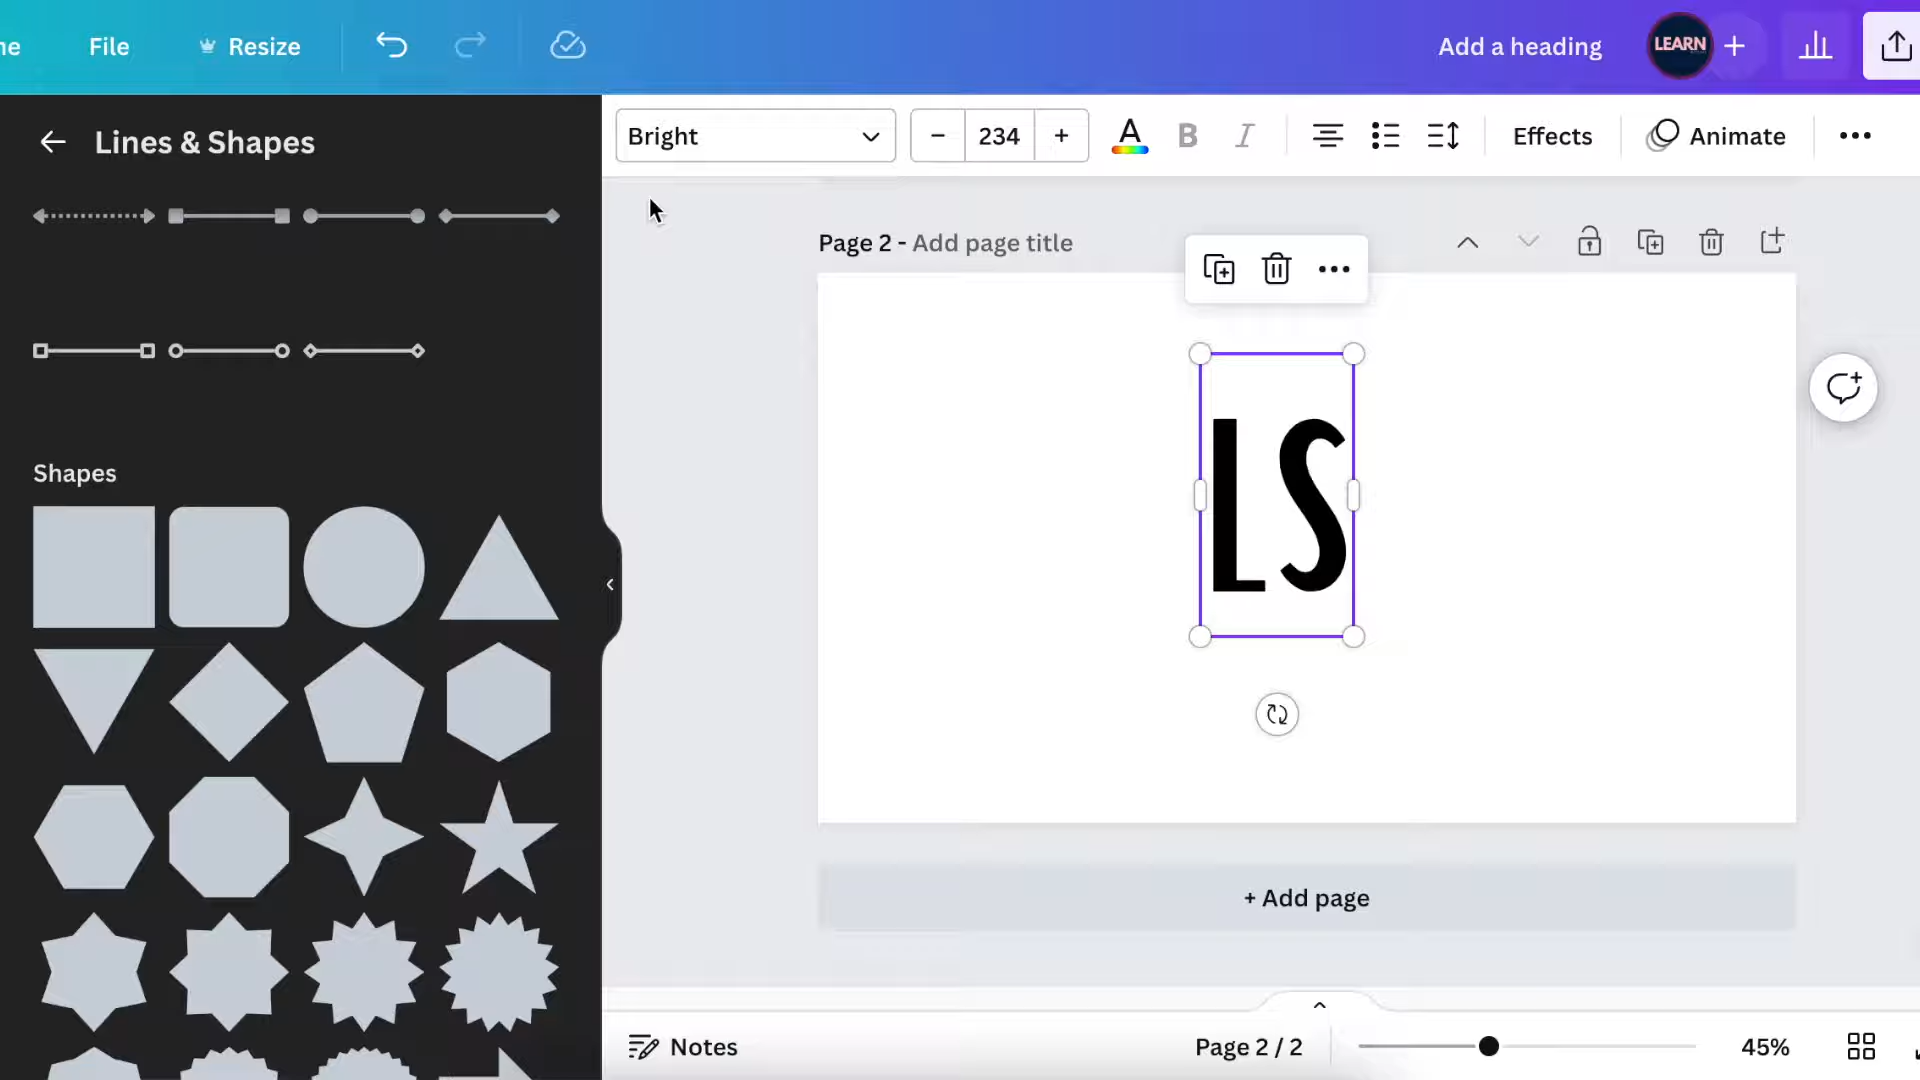 ne File Resize Add a heading LEARN
Lines & Shapes
Bright 234 A B I Effects Animate
Page 2 - Add page title
LS
Shapes
+ Add page
Notes Page 2 / 2 45%